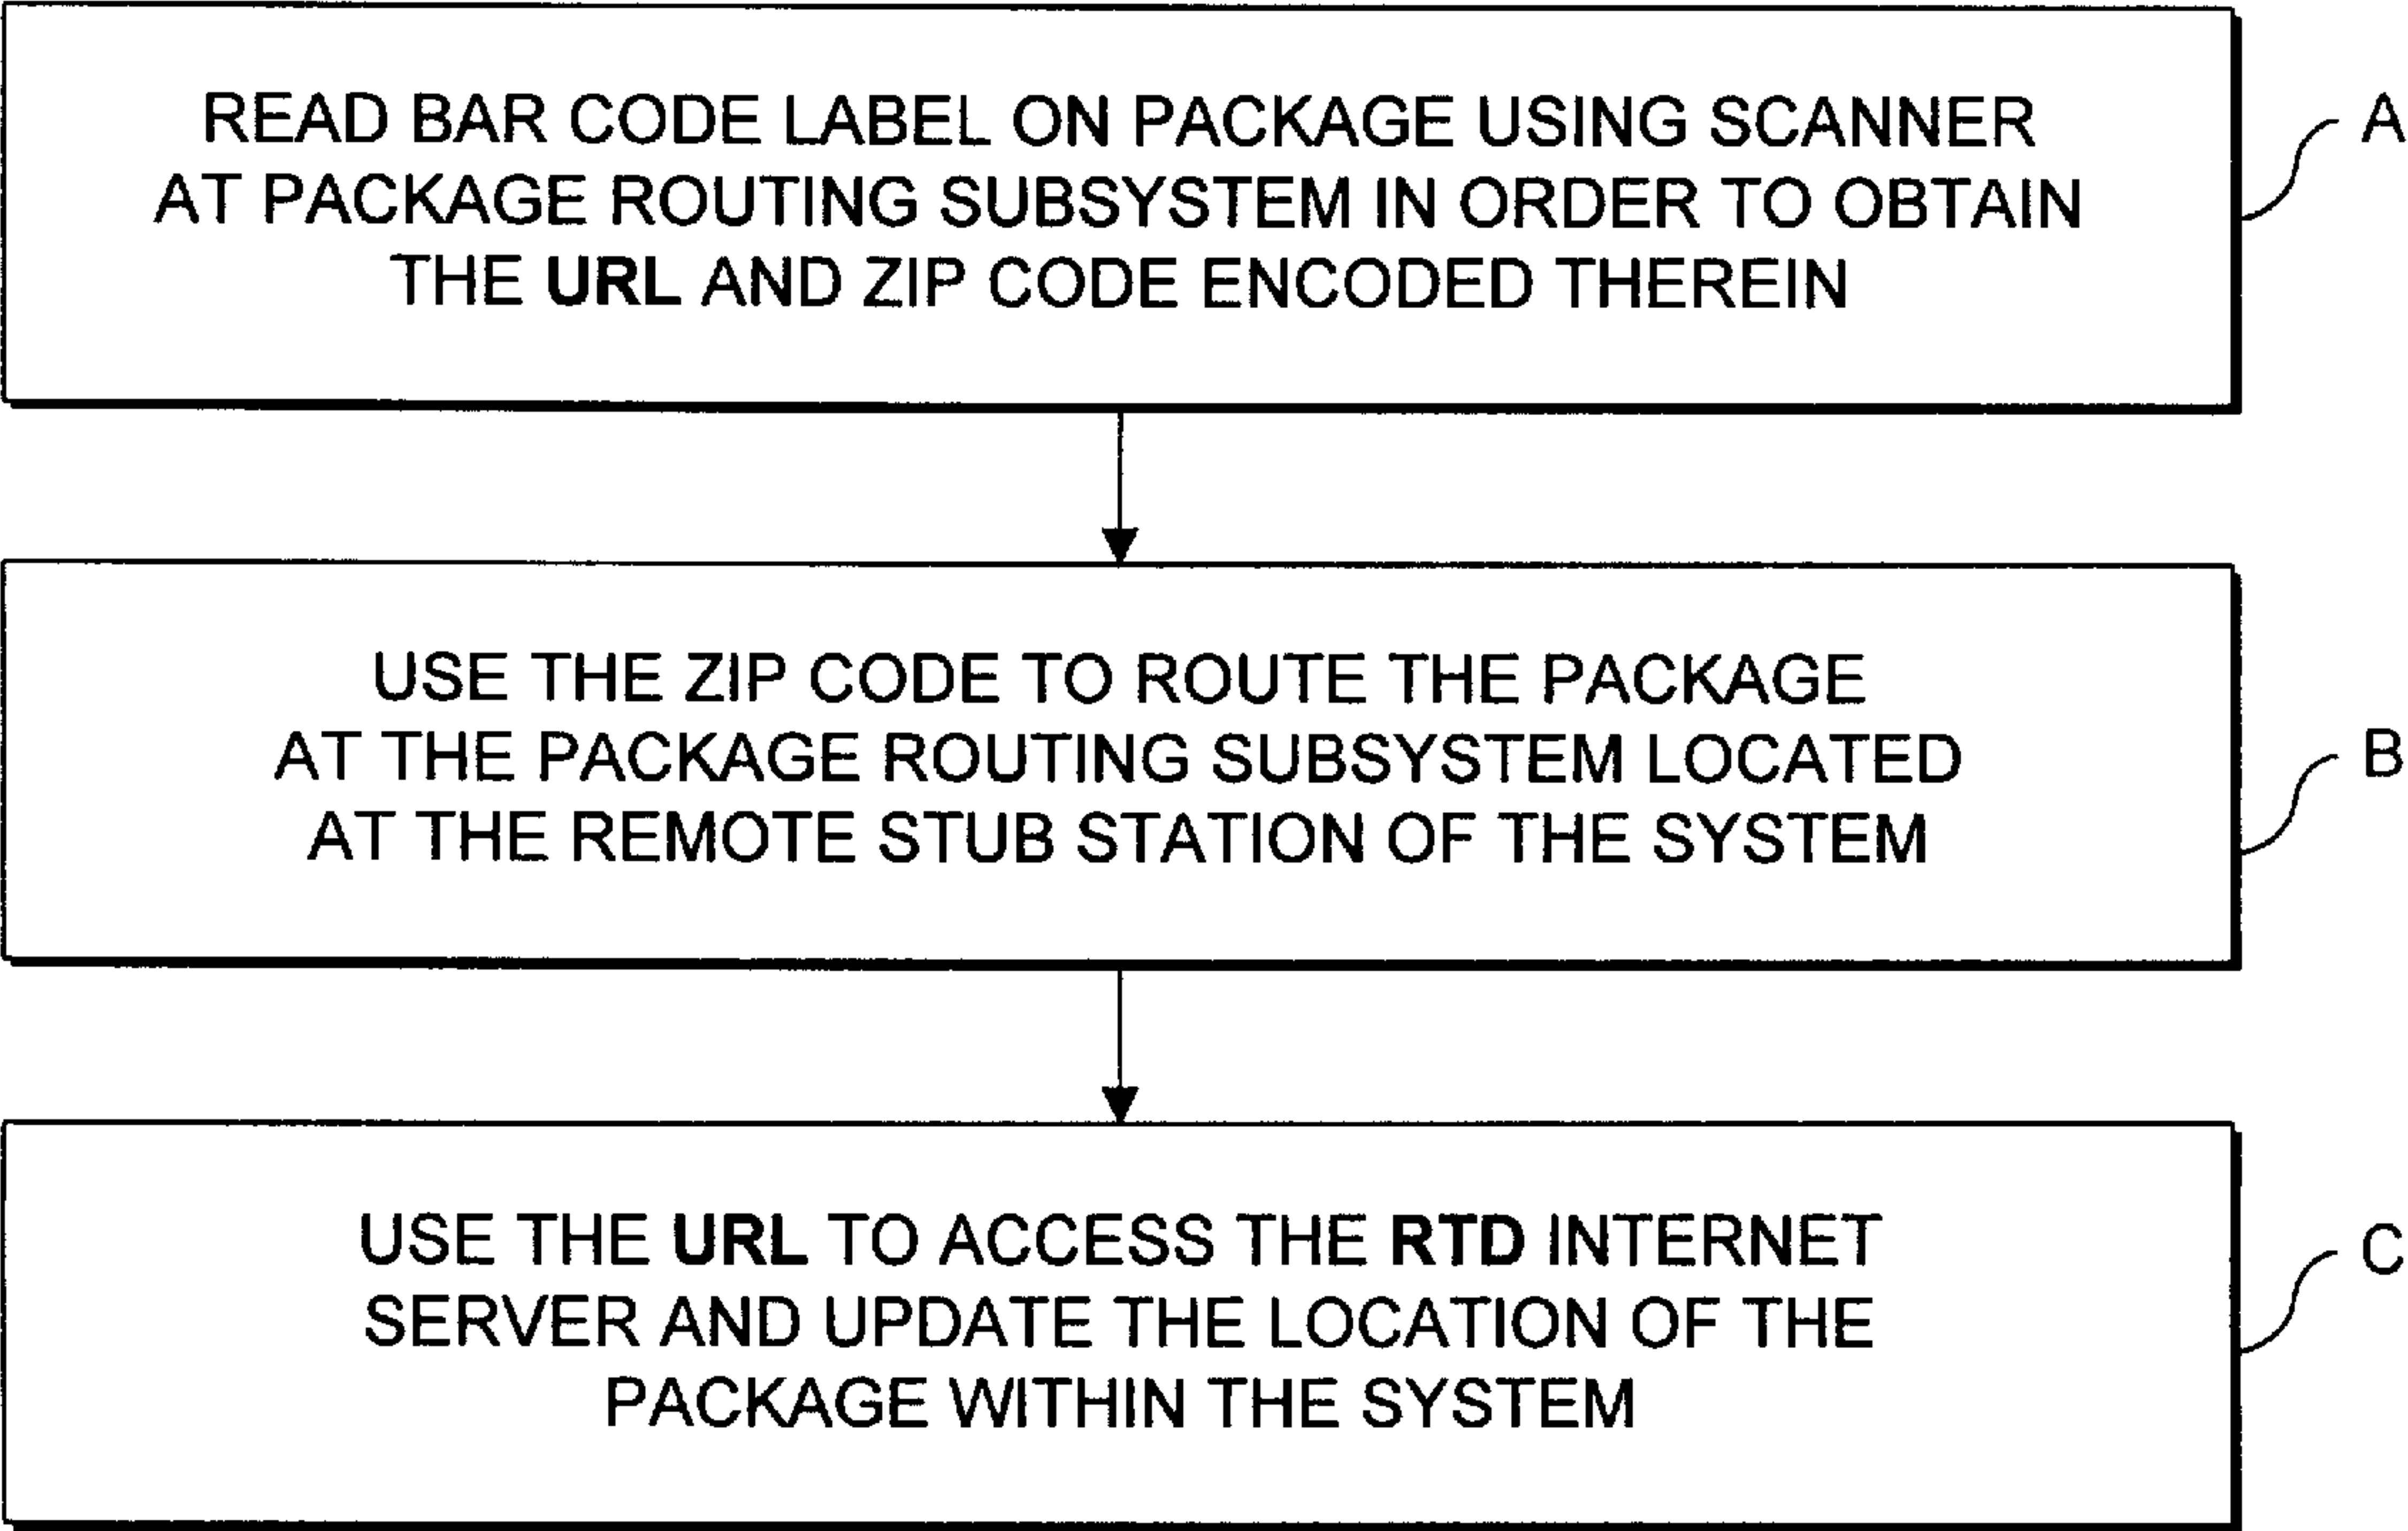 READ BAR CODE LABEL ON PACKAGE USING SCANNER
AT PACKAGE ROUTING SUBSYSTEM IN ORDER TO OBTAIN
THE URL AND ZIP CODE ENCODED THEREIN
A
USE THE ZIP CODE TO ROUTE THE PACKAGE
AT THE PACKAGE ROUTING SUBSYSTEM LOCATED
AT THE REMOTE STUB STATION OF THE SYSTEM
B
USE THE URL TO ACCESS THE RTD INTERNET
SERVER AND UPDATE THE LOCATION OF THE
PACKAGE WITHIN THE SYSTEM
C